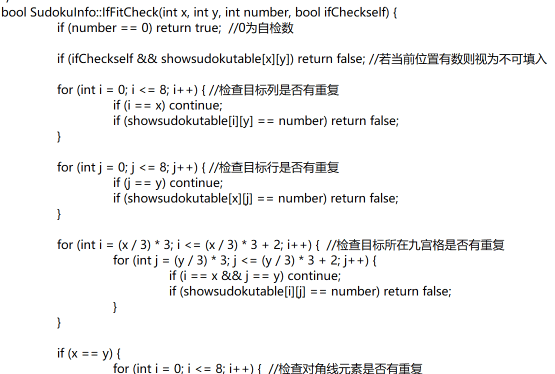 bool SudokuInfo::IfFitCheck(int x, int y, int number, bool ifCheckself) {
if (number == 0) return true; //0为自检数
if (ifCheckself && showsudokutable[x][y]) return false; //若当前位置有数则视为不可填入
for (int i = 0; i <= 8; i++) { //检查目标列是否有重复
if (i == x) continue;
if (showsudokutable[i][y] == number) return false;
}
for (int j = 0; j <= 8; j++) { //检查目标行是否有重复
if (j == y) continue;
if (showsudokutable[x][j] == number) return false;
}
for (int i = (x / 3) * 3; i <= (x / 3) * 3 + 2; i++) { //检查目标所在九宫格是否有重复
for (int j = (y / 3) * 3; j <= (y / 3) * 3 + 2; j++) {
if (i == x && j == y) continue;
if (showsudokutable[i][j] == number) return false;
}
}
if (x == y) {
for (int i = 0; i <= 8; i++) { //检查对角线元素是否有重复